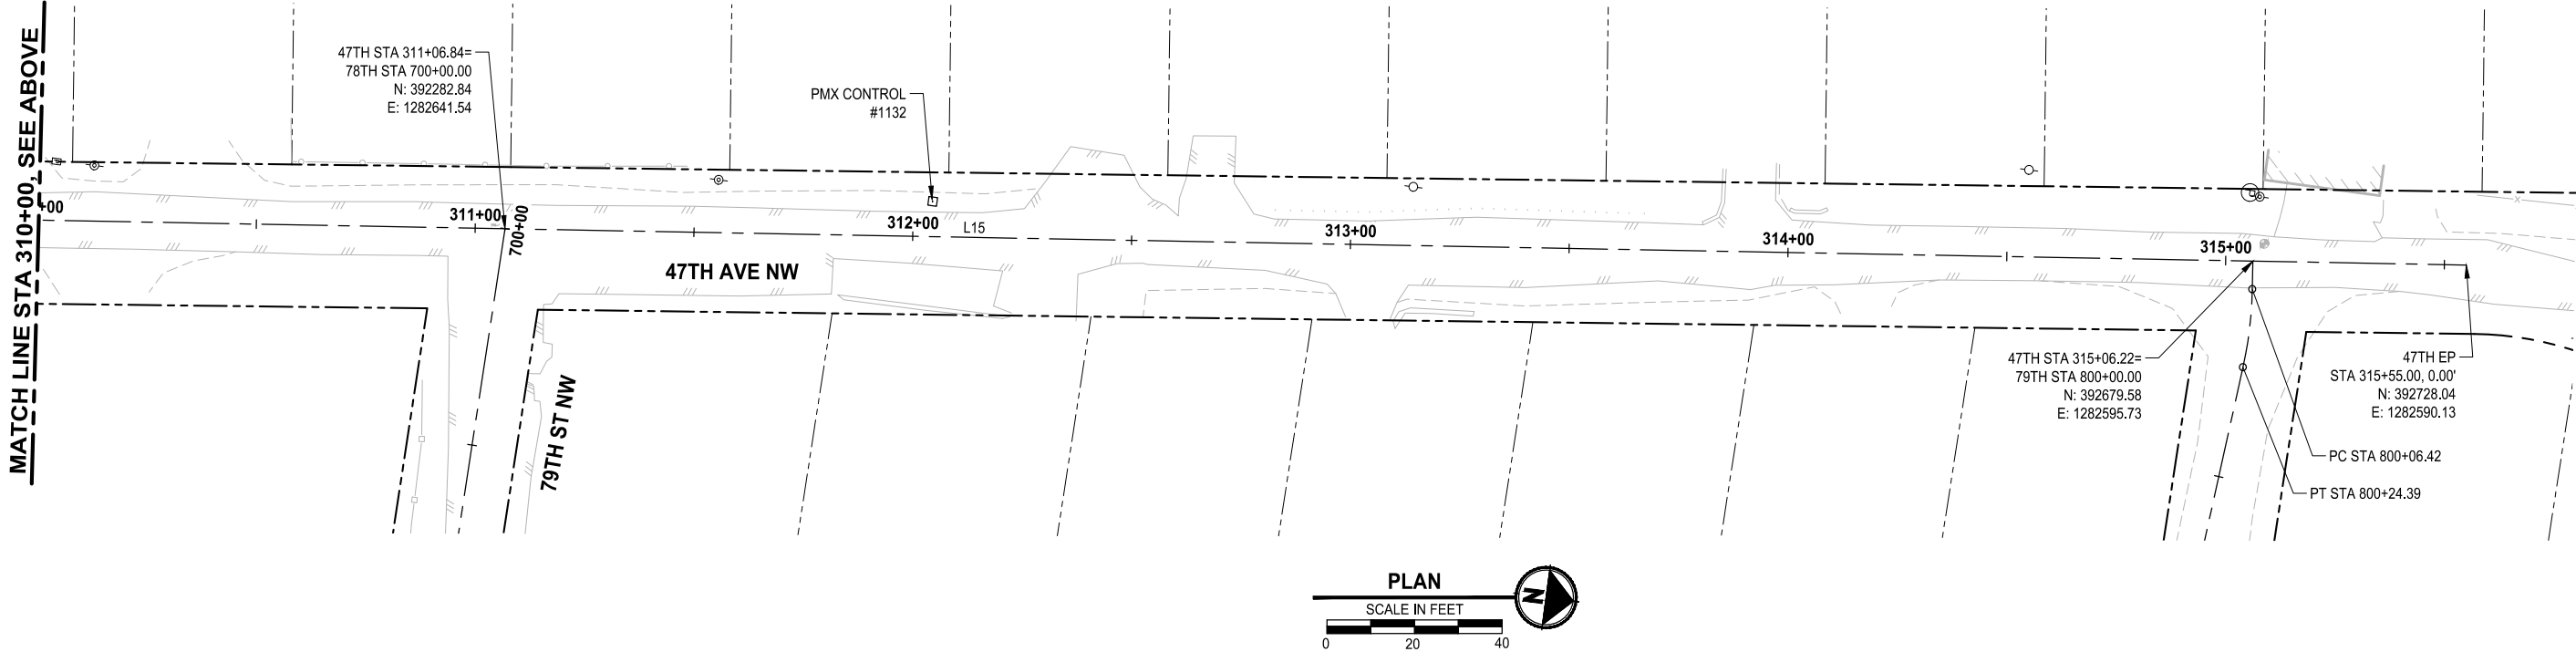 MATCH LINE STA 310+00, SEE ABOVE
47TH STA 311+06.84=
78TH STA 700+00.00
N: 392282.84
E: 1282641.54
PMX CONTROL
#1132
+00
311+00
700+00
312+00
L15
313+00
314+00
315+00
47TH AVE NW
79TH ST NW
47TH STA 315+06.22=
79TH STA 800+00.00
N: 392679.58
E: 1282595.73
47TH EP
STA 315+55.00, 0.00'
N: 392728.04
E: 1282590.13
PC STA 800+06.42
PT STA 800+24.39
PLAN
SCALE IN FEET
0 20 40
N